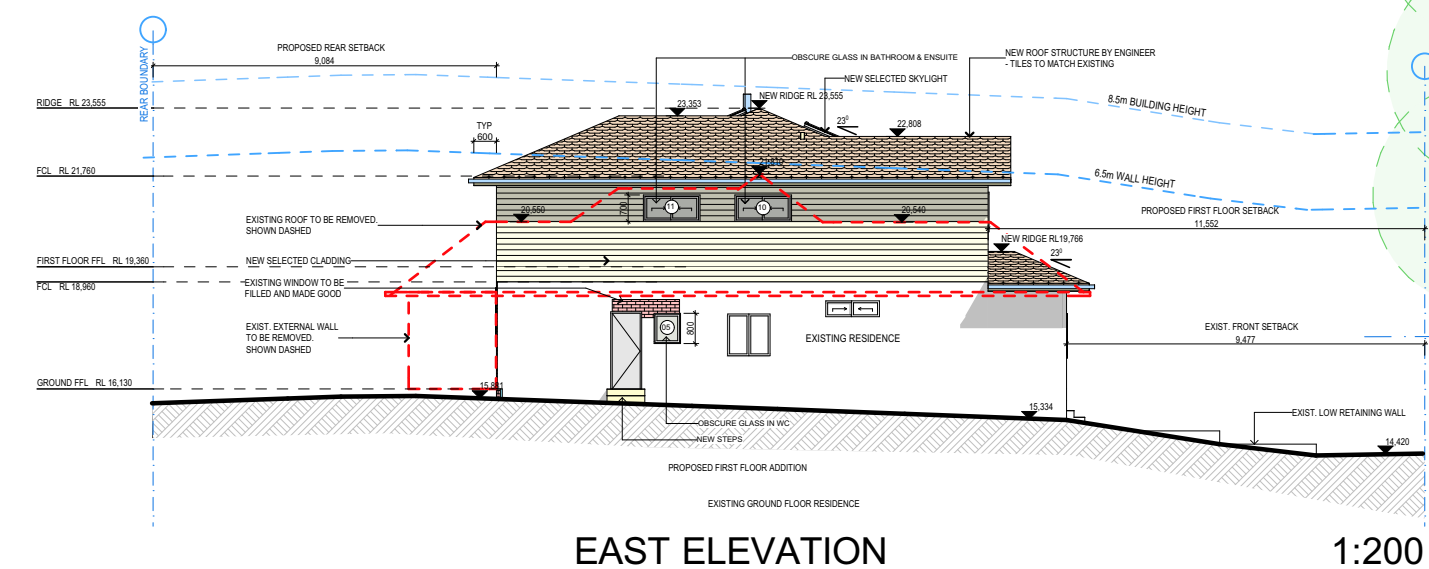 PROPOSED REAR SETBACK
9,084
REAR BOUNDARY
OBSCURE GLASS IN BATHROOM & ENSUITE
NEW ROOF STRUCTURE BY ENGINEER
- TILES TO MATCH EXISTING
NEW SELECTED SKYLIGHT
RIDGE RL 23,555
23,353
NEW RIDGE RL 23,555
8.5m BUILDING HEIGHT
TYP
600
23⁰
22,808
FCL RL 21,760
21,810
6.5m WALL HEIGHT
700
11
10
20,550
20,540
EXISTING ROOF TO BE REMOVED.
SHOWN DASHED
PROPOSED FIRST FLOOR SETBACK
11,552
NEW RIDGE RL19,766
23⁰
FIRST FLOOR FFL RL 19,360
NEW SELECTED CLADDING
FCL RL 18,960
EXISTING WINDOW TO BE
FILLED AND MADE GOOD
EXIST. EXTERNAL WALL
TO BE REMOVED.
SHOWN DASHED
05
800
EXISTING RESIDENCE
EXIST. FRONT SETBACK
9,477
GROUND FFL RL 16,130
15,334
EXIST. LOW RETAINING WALL
OBSCURE GLASS IN WC
NEW STEPS
14,420
PROPOSED FIRST FLOOR ADDITION
EXISTING GROUND FLOOR RESIDENCE
EAST ELEVATION
1:200